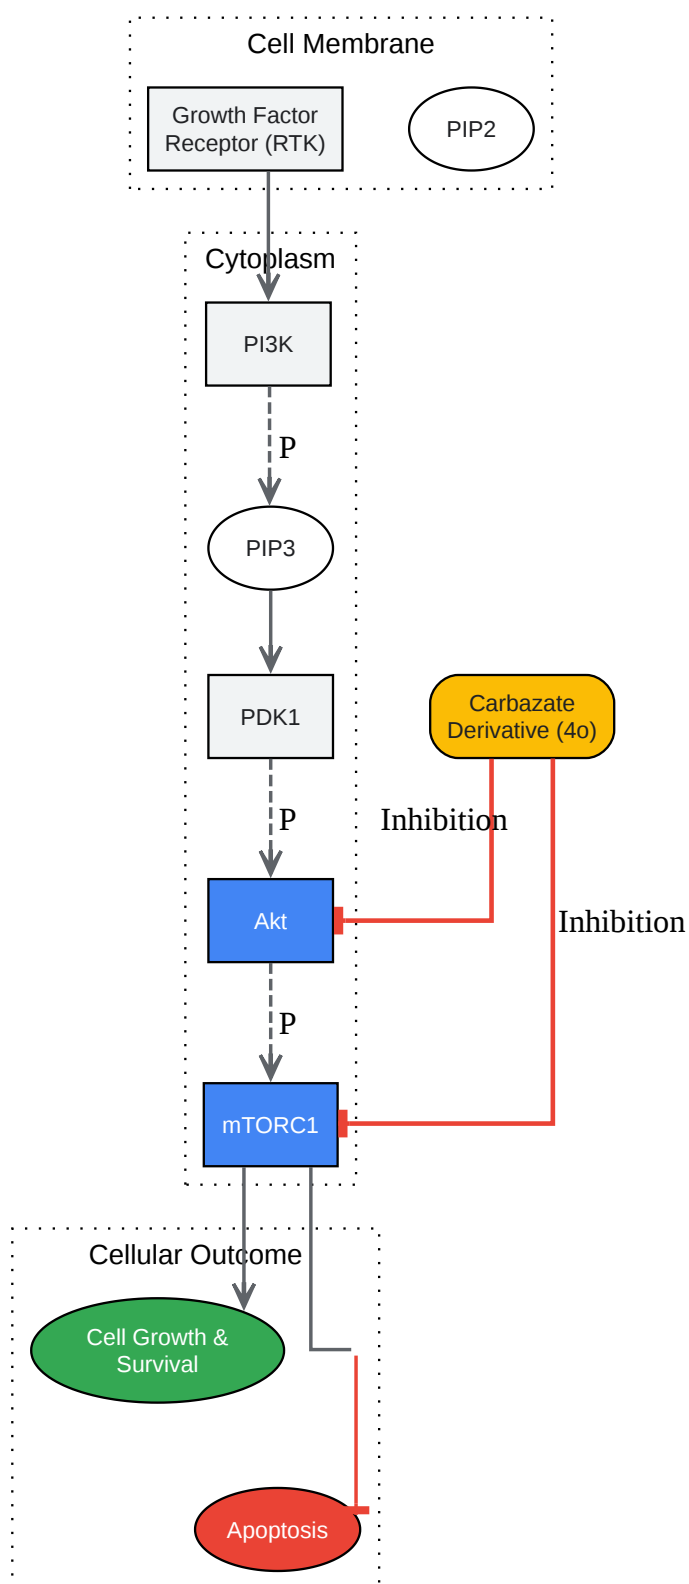 Cell Membrane
Growth Factor
Receptor (RTK)
PIP2
Cytoplasm
PI3K
P
PIP3
PDK1
Carbazate
Derivative (4o)
P
Inhibition
Akt
Inhibition
P
mTORC1
Cellular Outcome
Cell Growth &
Survival
Apoptosis